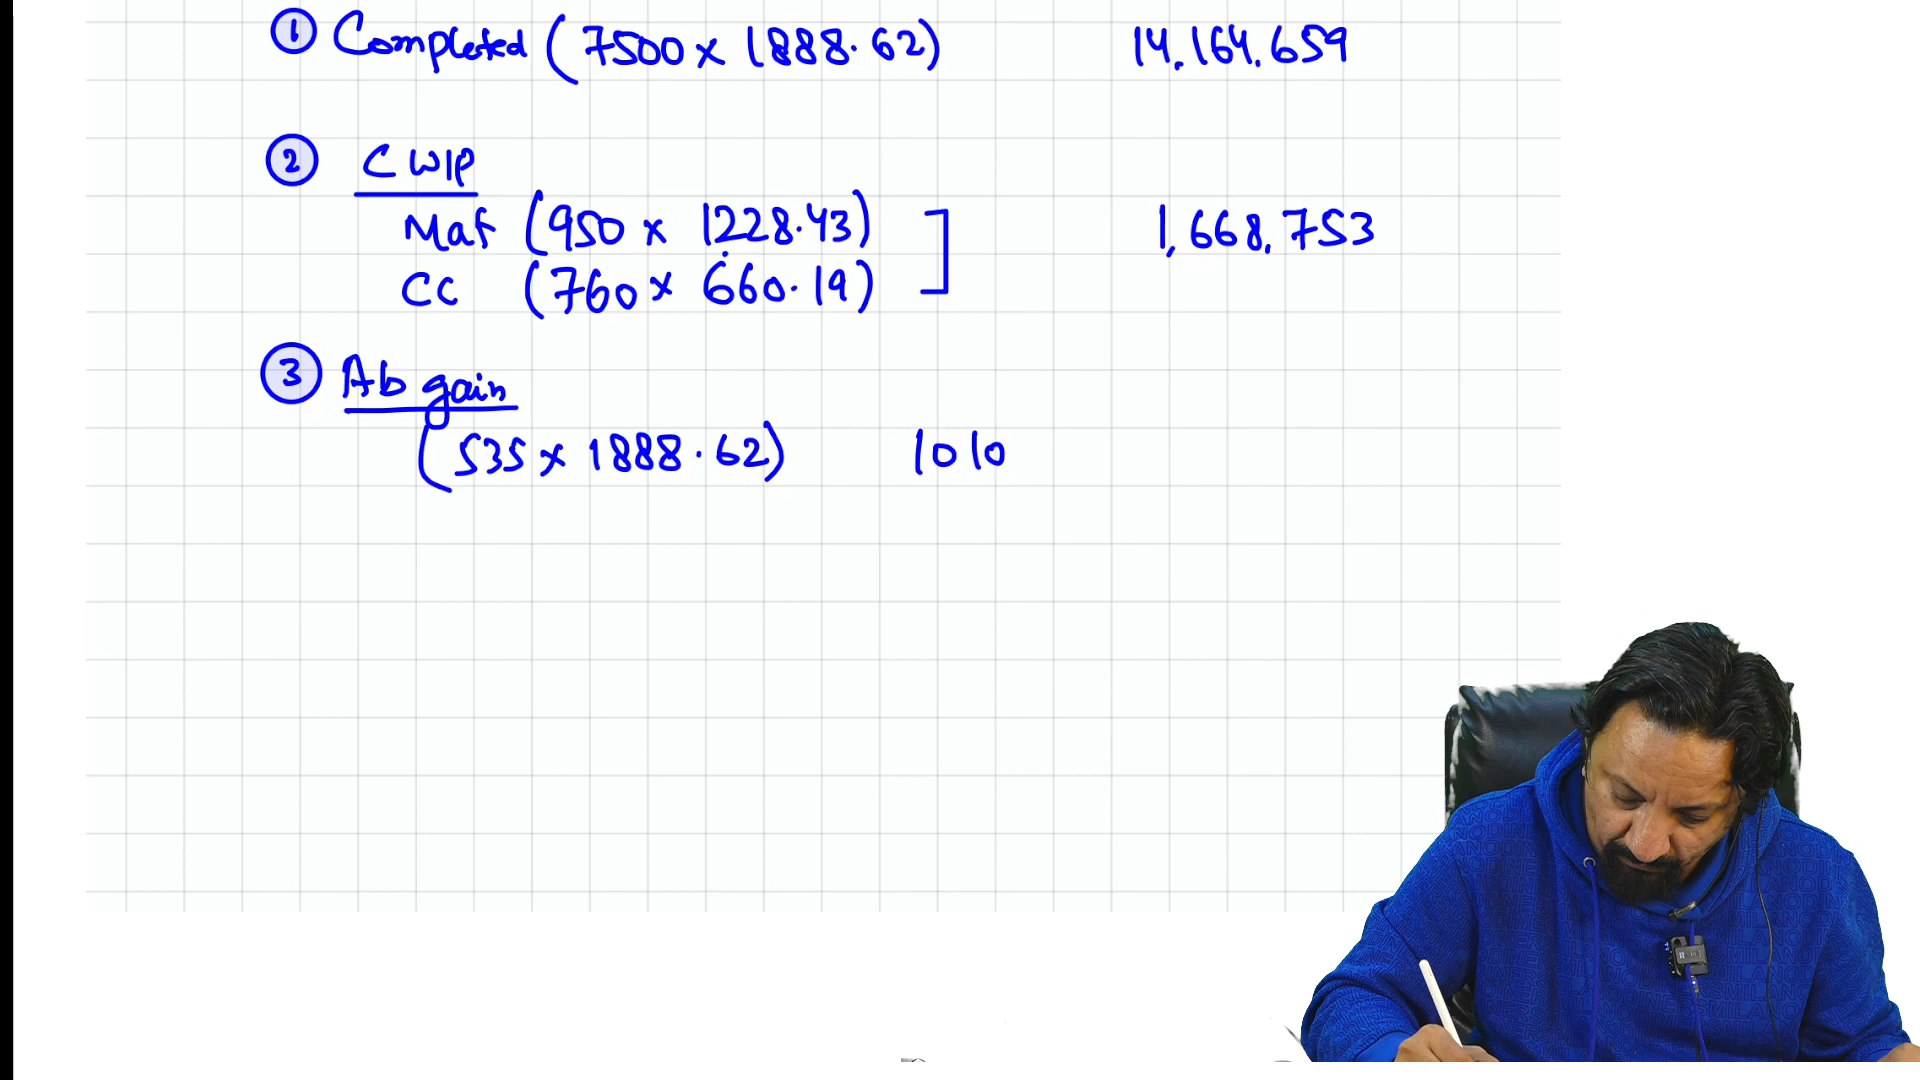 ① Completed (7500 x 1888.62) 14,164,659
② CWIP
Mat (950 x 1228.43) ] 1,668,753
CC (760 x 660.19)
③ Ab gain
(535 x 1888.62) 1010